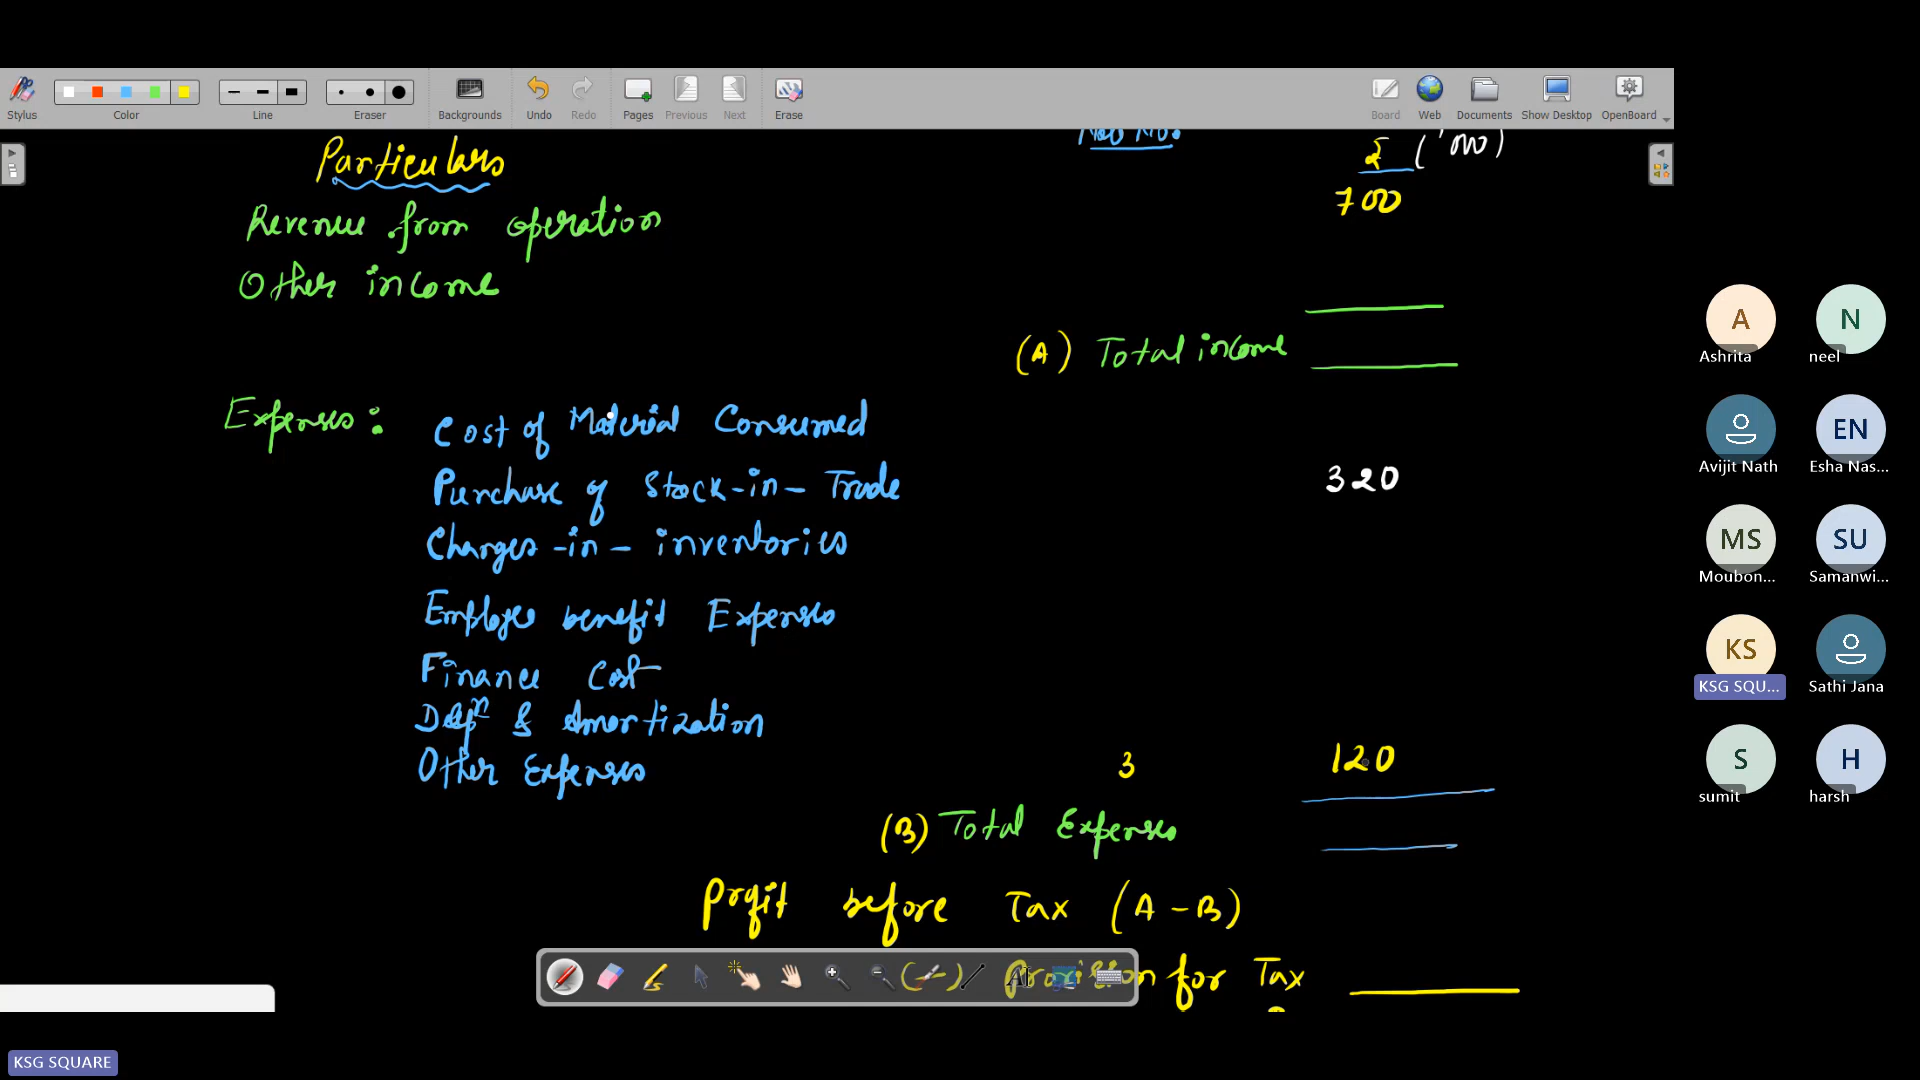 Stylus Color Line Eraser Backgrounds Undo Redo Pages Previous Next Erase Board Web Documents Show Desktop OpenBoard
Particulars
₹ ('000)
Revenue from operation 700
Other income
(A) Total income
Expenses: Cost of Material Consumed
Purchase of Stock-in-Trade 320
Changes-in-inventories
Employee benefit Expenses
Finance Cost
Depn & Amortization
Other Expenses 3 120
(B) Total Expenses
Profit before Tax (A-B)
(-) Provision for Tax
Ashrita neel
Avijit Nath EN Esha Nas...
MS Moubon... SU Samanwi...
KS KSG SQU... Sathi Jana
S sumit H harsh
A N
KSG SQUARE